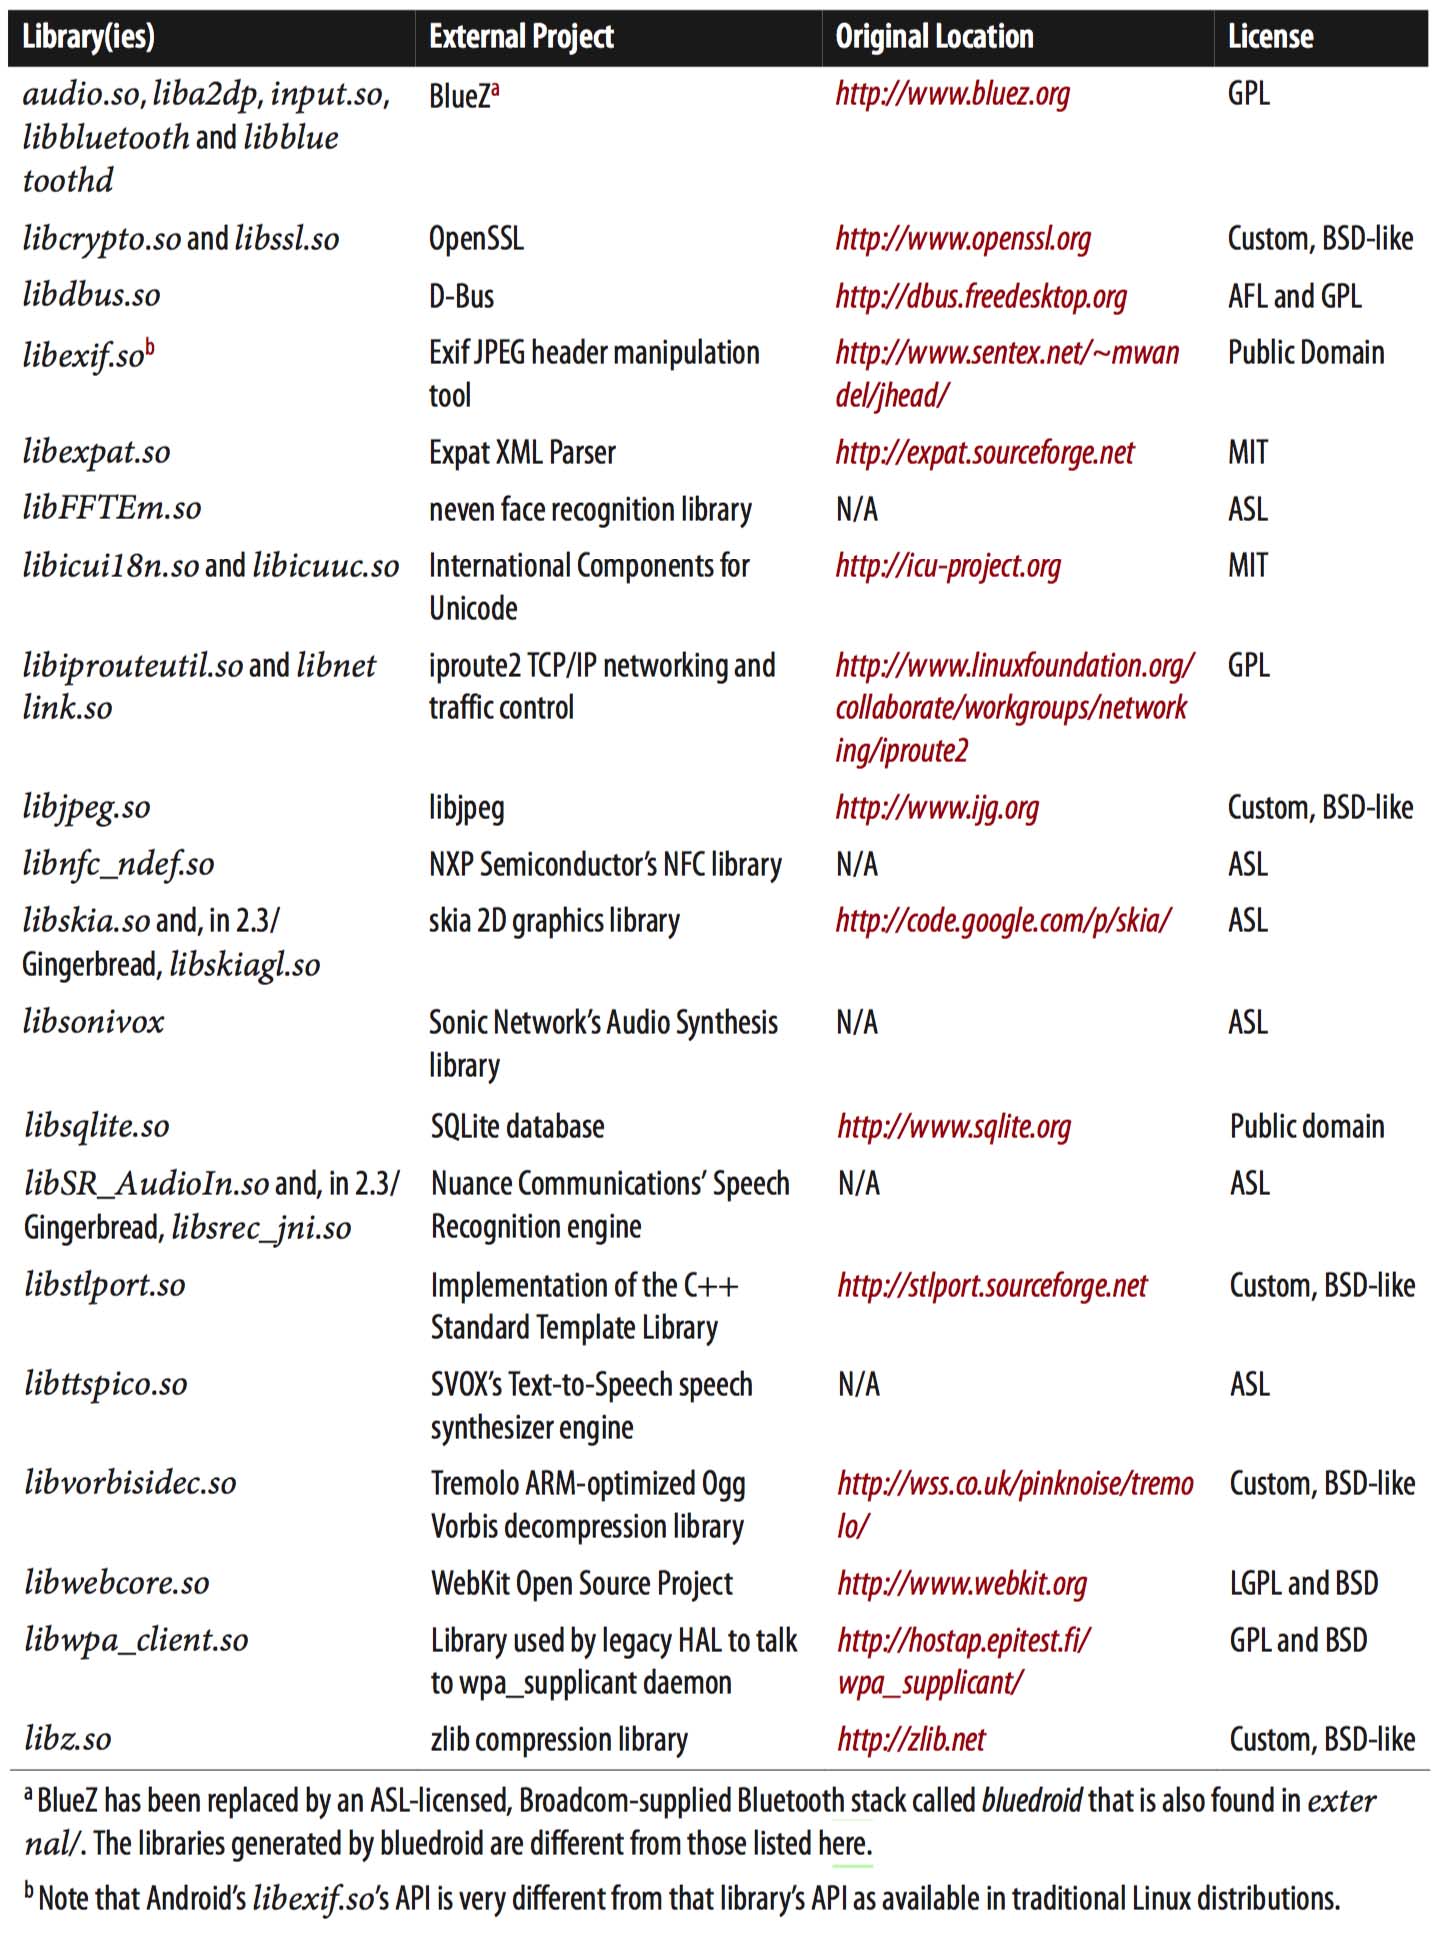 Library(ies) External Project Original Location License
audio.so, liba2dp, input.so, BlueZa http://www.bluez.org GPL
libbluetooth and libblue
toothd
libcrypto.so and libssl.so OpenSSL http://www.openssl.org Custom, BSD-like
libdbus.so D-Bus http://dbus.freedesktop.org AFL and GPL
libexif.sob Exif JPEG header manipulation http://www.sentex.net/~mwan Public Domain
tool del/jhead/
libexpat.so Expat XML Parser http://expat.sourceforge.net MIT
libFFTEm.so neven face recognition library N/A ASL
libicui18n.so and libicuuc.so International Components for http://icu-project.org MIT
Unicode
libiprouteutil.so and libnet iproute2 TCP/IP networking and http://www.linuxfoundation.org/ GPL
link.so traffic control collaborate/workgroups/network
ing/iproute2
libjpeg.so libjpeg http://www.ijg.org Custom, BSD-like
libnfc_ndef.so NXP Semiconductor’s NFC library N/A ASL
libskia.so and, in 2.3/ skia 2D graphics library http://code.google.com/p/skia/ ASL
Gingerbread, libskiagl.so
libsonivox Sonic Network’s Audio Synthesis N/A ASL
library
libsqlite.so SQLite database http://www.sqlite.org Public domain
libSR_AudioIn.so and, in 2.3/ Nuance Communications’ Speech N/A ASL
Gingerbread, libsrec_jni.so Recognition engine
libstlport.so Implementation of the C++ http://stlport.sourceforge.net Custom, BSD-like
Standard Template Library
libttspico.so SVOX’s Text-to-Speech speech N/A ASL
synthesizer engine
libvorbisidec.so Tremolo ARM-optimized Ogg http://wss.co.uk/pinknoise/tremo Custom, BSD-like
Vorbis decompression library lo/
libwebcore.so WebKit Open Source Project http://www.webkit.org LGPL and BSD
libwpa_client.so Library used by legacy HAL to talk http://hostap.epitest.fi/ GPL and BSD
to wpa_supplicant daemon wpa_supplicant/
libz.so zlib compression library http://zlib.net Custom, BSD-like
a BlueZ has been replaced by an ASL-licensed, Broadcom-supplied Bluetooth stack called bluedroid that is also found in exter
nal/. The libraries generated by bluedroid are different from those listed here.
b Note that Android’s libexif.so’s API is very different from that library’s API as available in traditional Linux distributions.